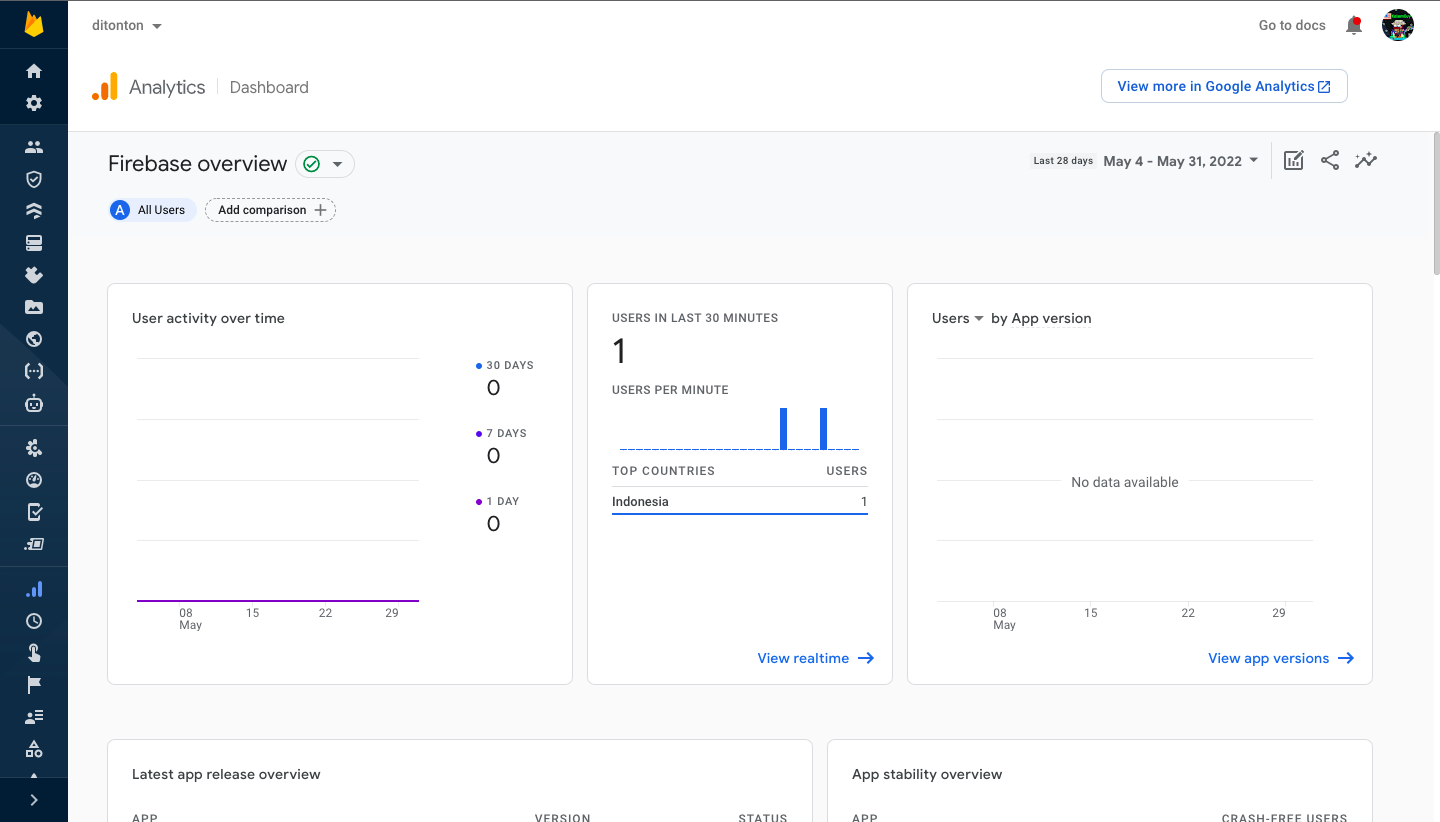 ditonton
Go to docs
Analytics
Dashboard
View more in Google Analytics
Firebase overview
Last 28 days
May 4 - May 31, 2022
A
All Users
Add comparison
User activity over time
30 DAYS
0
7 DAYS
0
1 DAY
0
08
May
15
22
29
USERS IN LAST 30 MINUTES
1
USERS PER MINUTE
TOP COUNTRIES USERS
Indonesia 1
View realtime
Users by App version
No data available
08
May
15
22
29
View app versions
Latest app release overview
APP VERSION STATUS
App stability overview
APP CRASH-FREE USERS